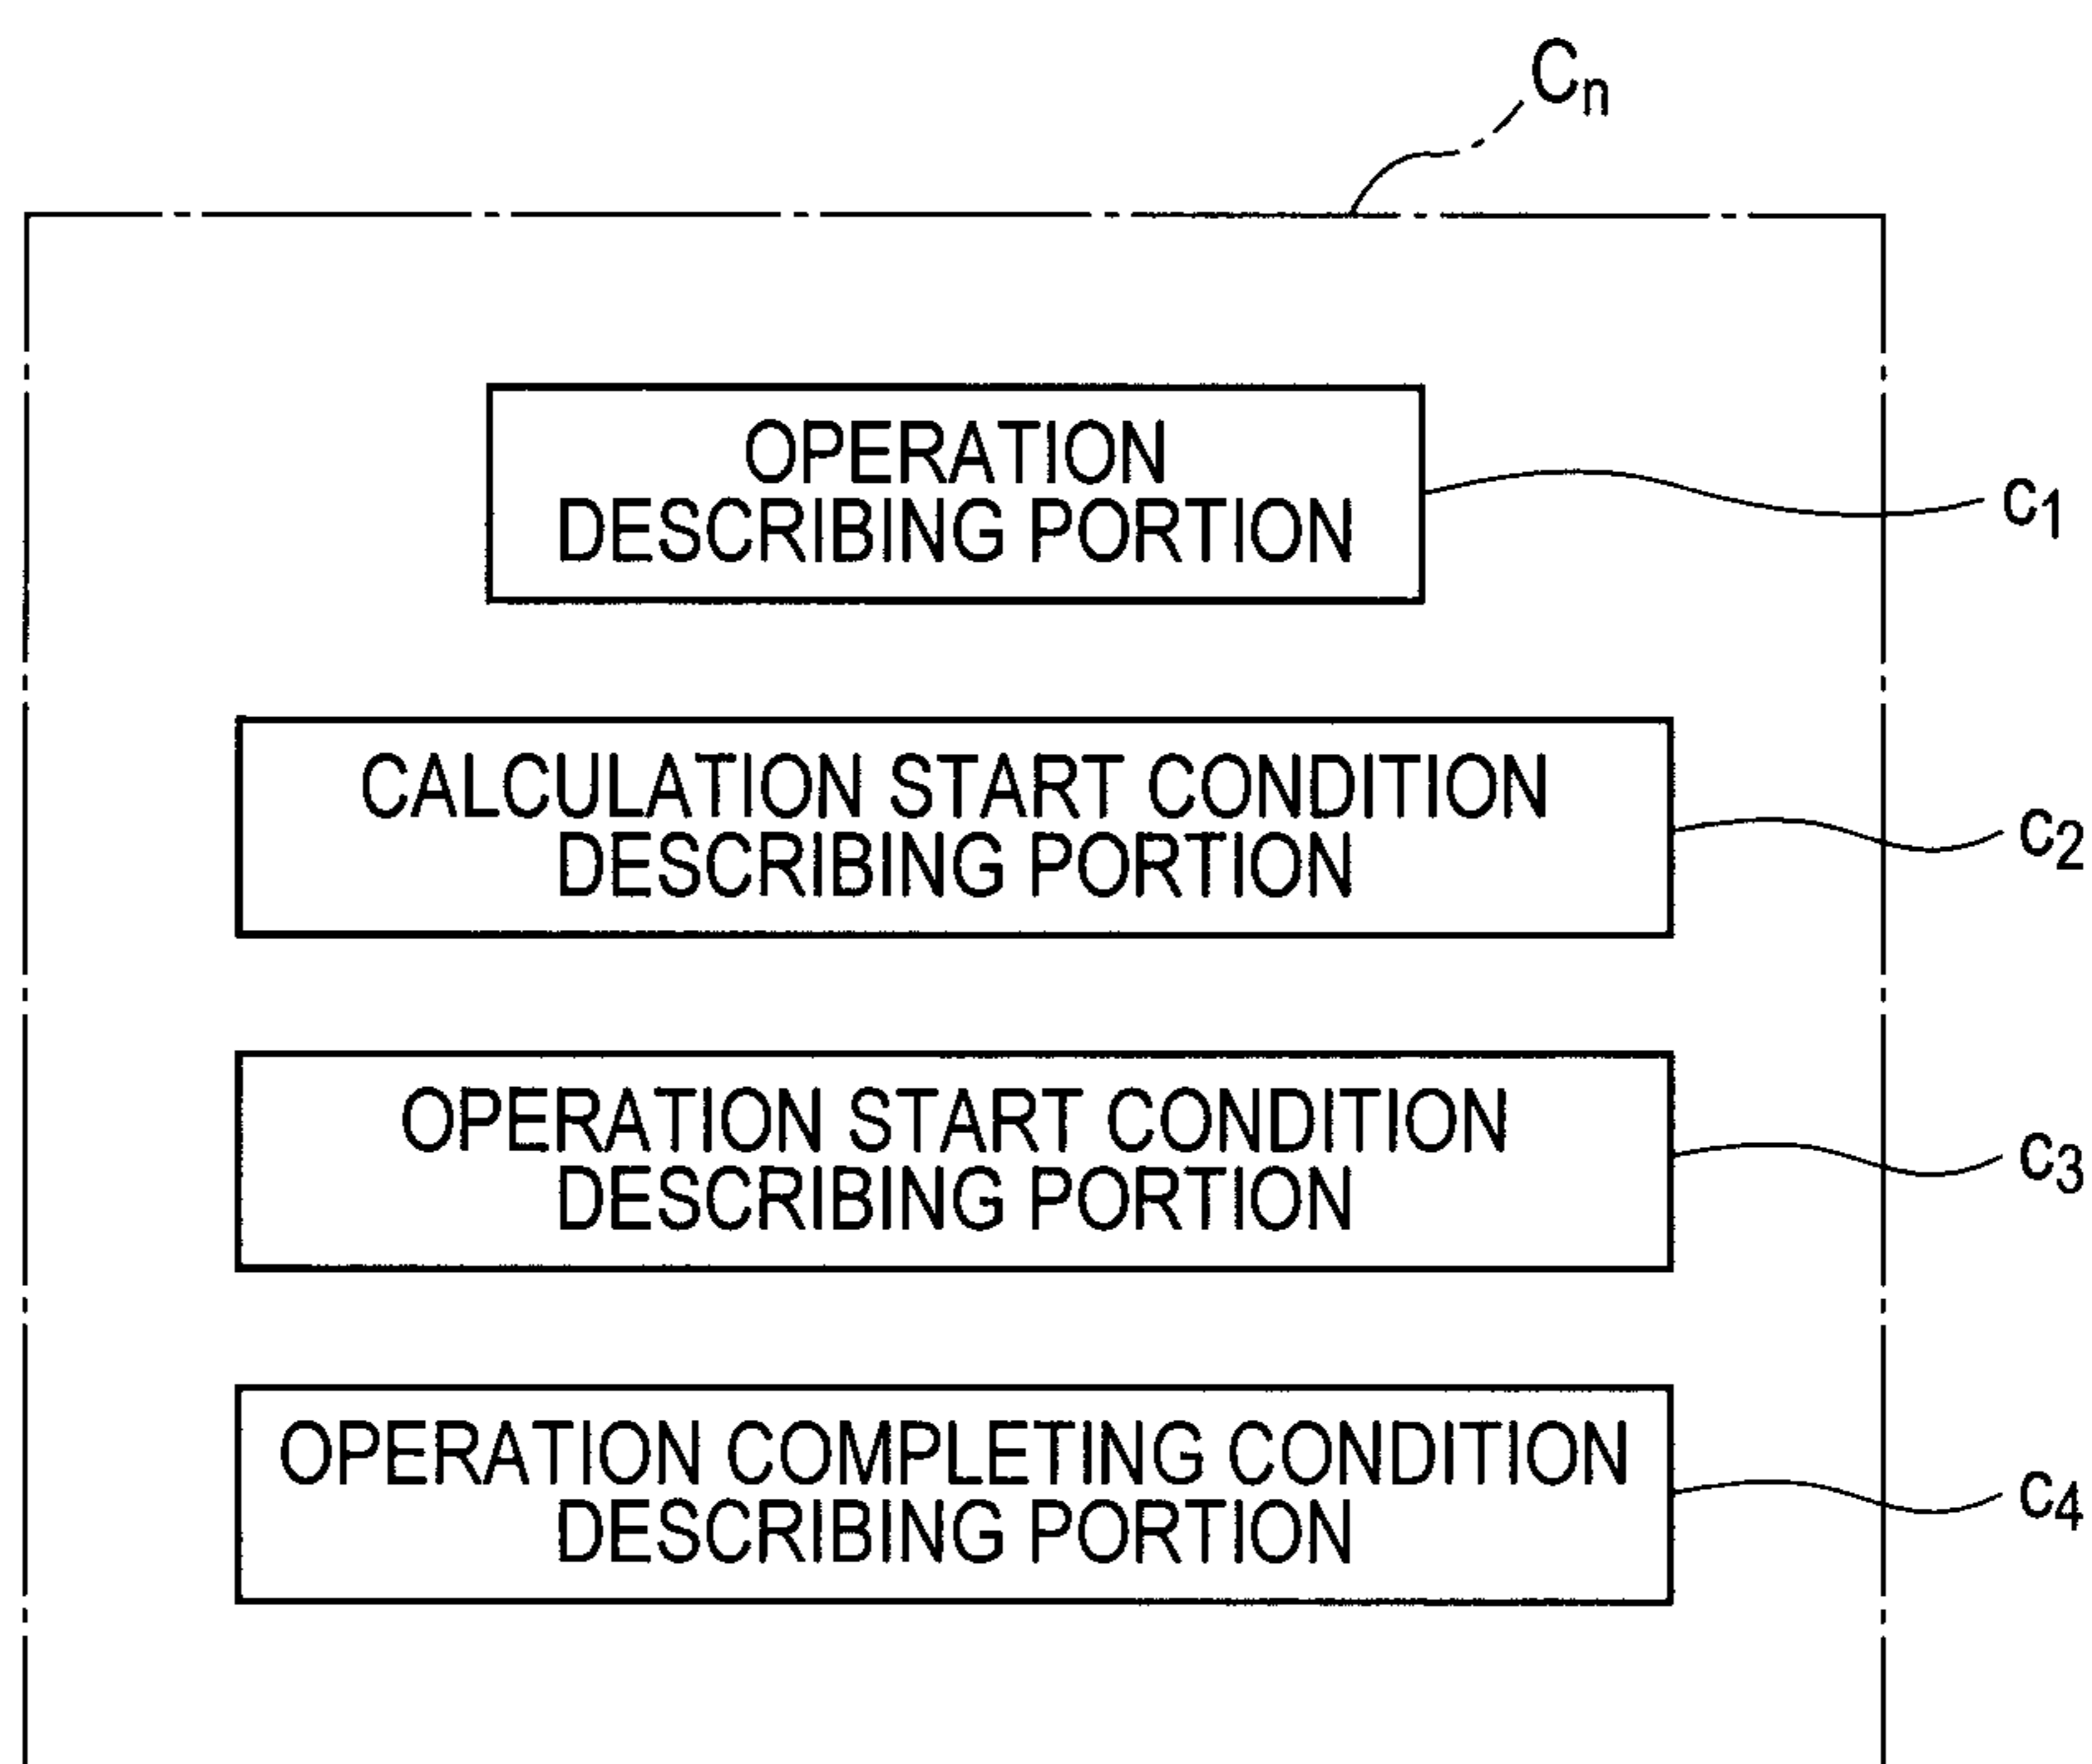 Cn
OPERATION
DESCRIBING PORTION
c1
CALCULATION START CONDITION
DESCRIBING PORTION
c2
OPERATION START CONDITION
DESCRIBING PORTION
c3
OPERATION COMPLETING CONDITION
DESCRIBING PORTION
c4